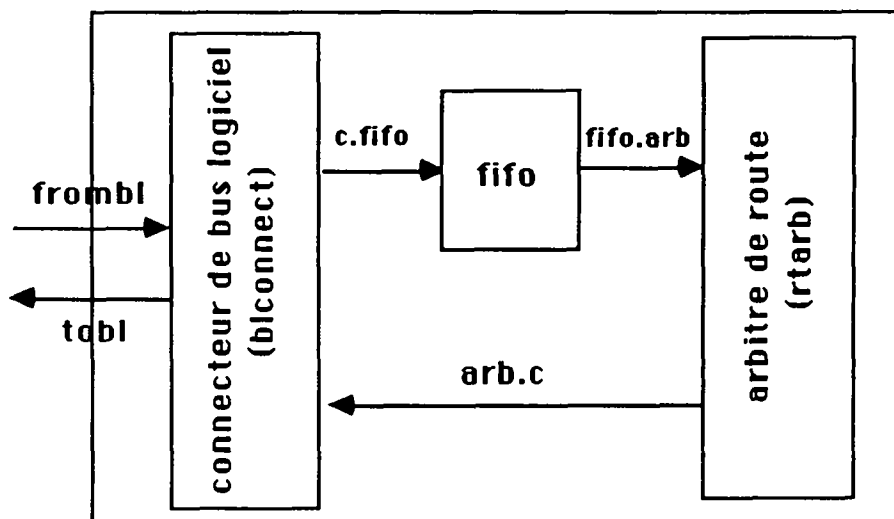 frombl
tobl
connecteur de bus logiciel
(blconnect)
c.fifo
fifo
fifo.arb
arb.c
arbitre de route
(rtarb)